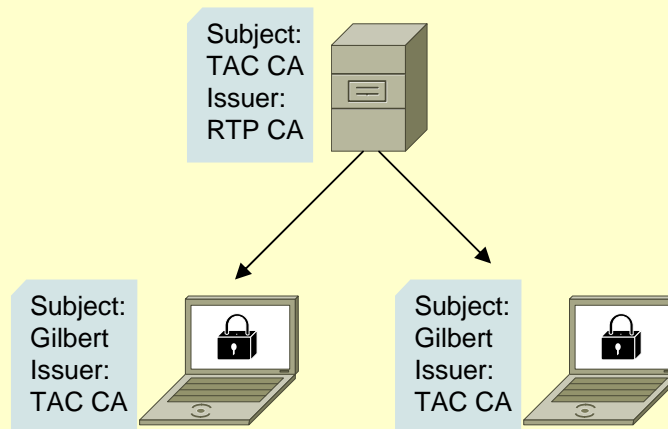 Subject:
TAC CA
Issuer:
RTP CA
Subject:
Gilbert
Issuer:
TAC CA
Subject:
Gilbert
Issuer:
TAC CA